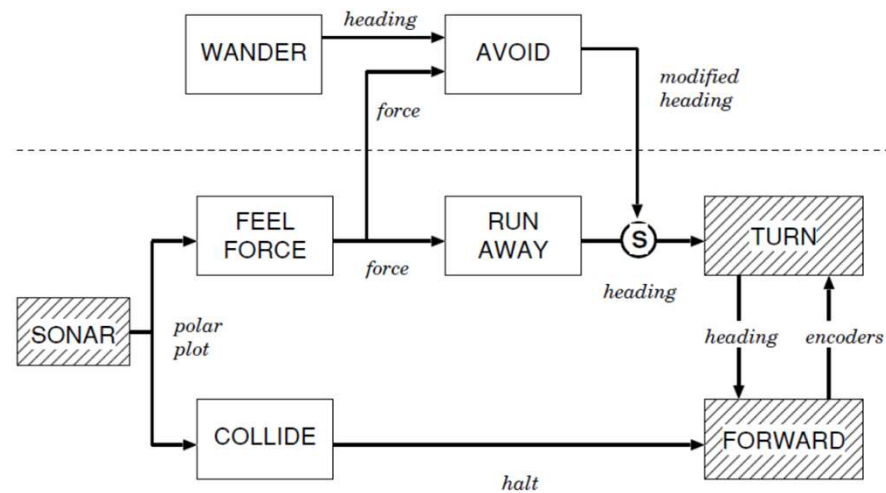 heading
WANDER
AVOID
modified
heading
force
FEEL
FORCE
RUN
AWAY
S
TURN
force
heading
SONAR
polar
plot
heading
encoders
COLLIDE
FORWARD
halt